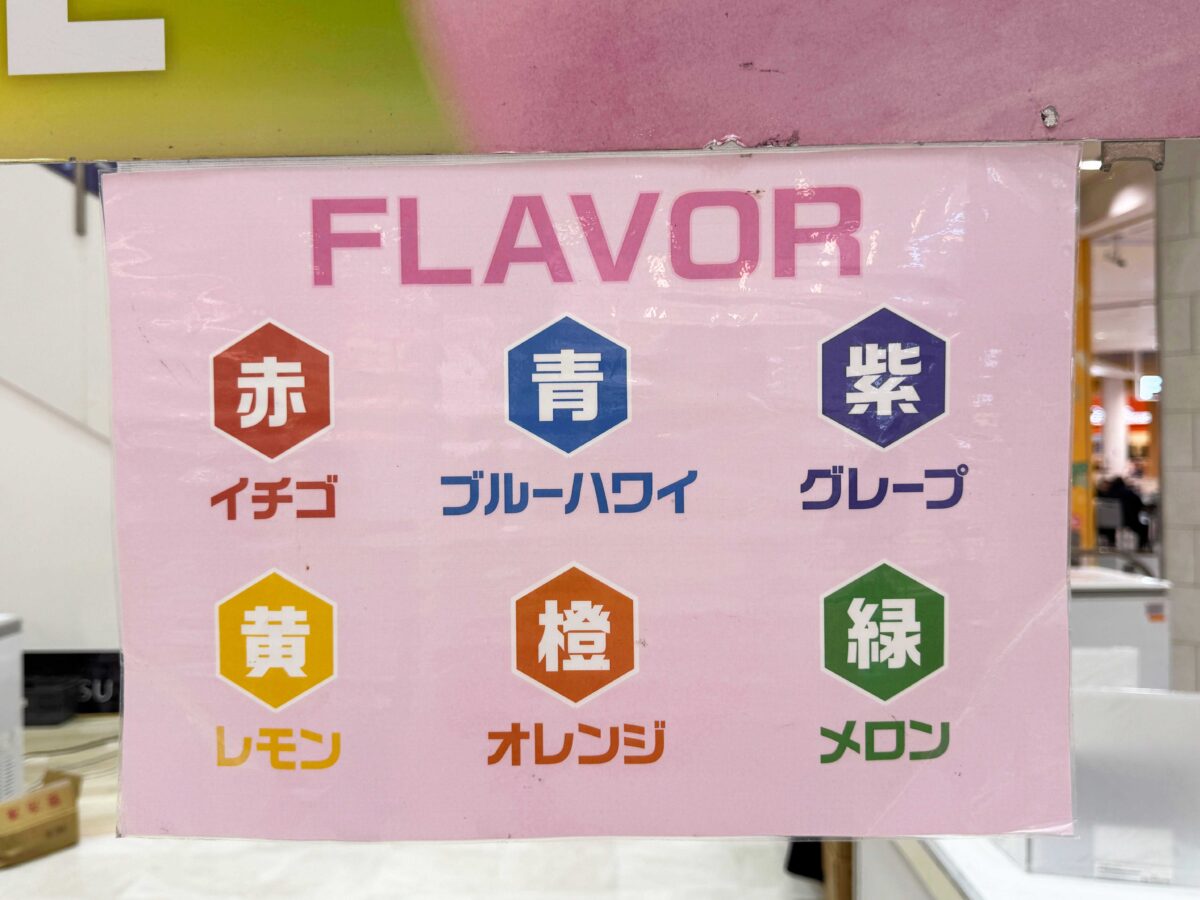 FLAVOR
赤 青 紫
イチゴ ブルーハワイ グレープ
黄 橙 緑
レモン オレンジ メロン
SU